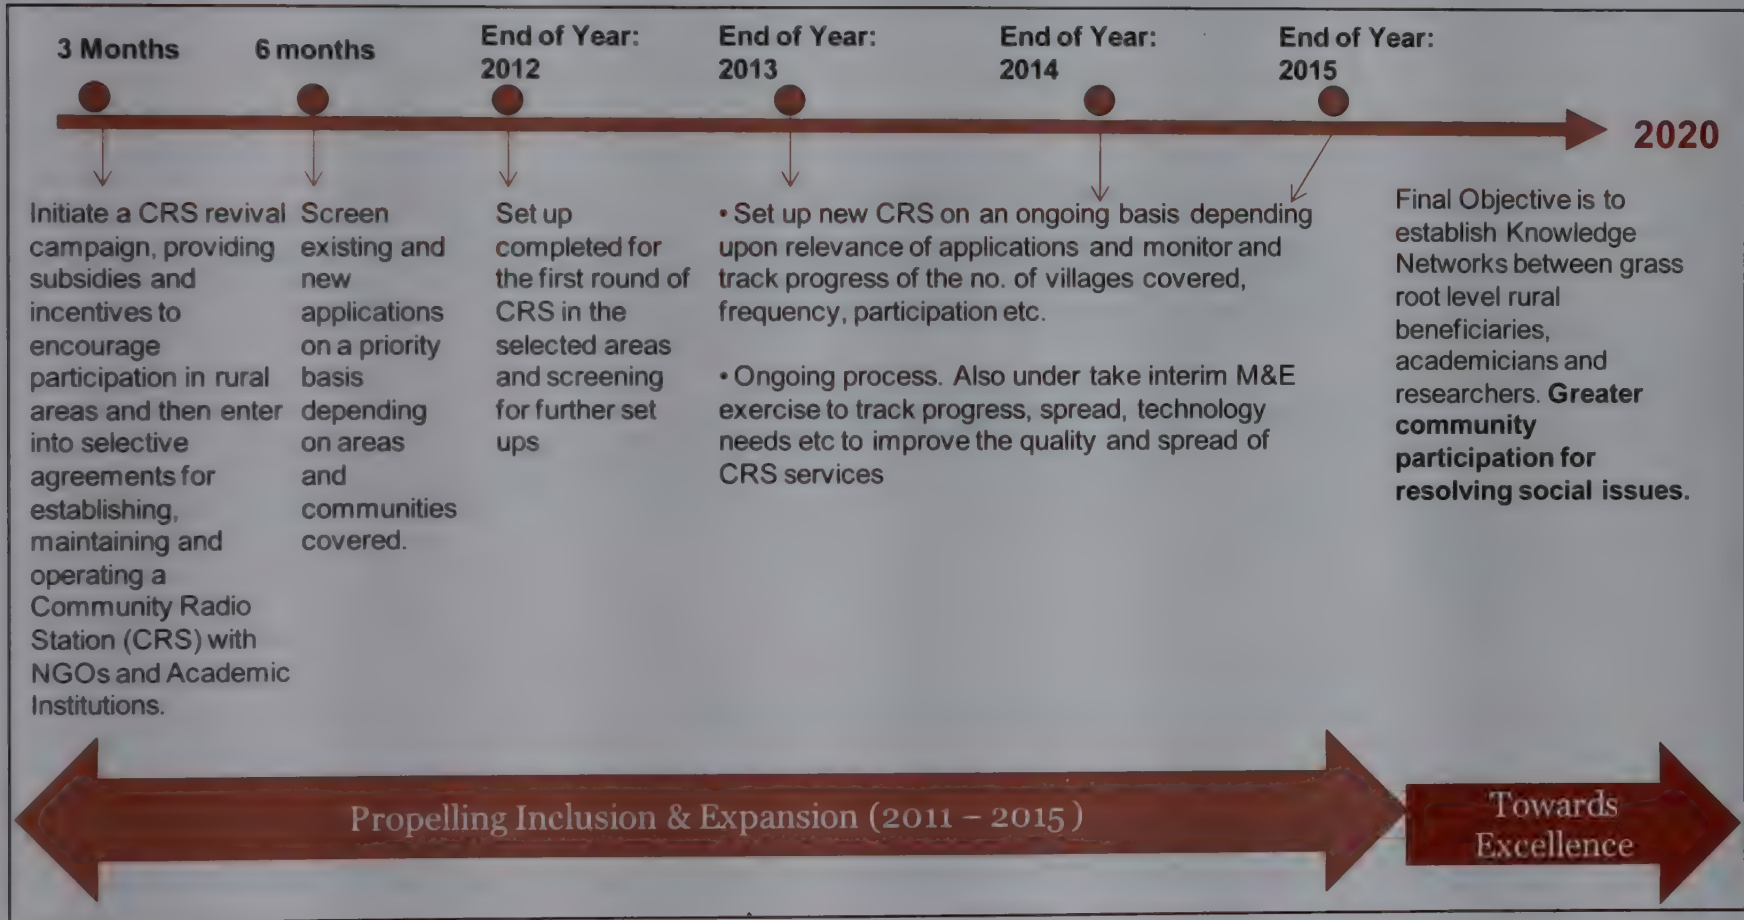 3 Months
6 months
End of Year:
2012
End of Year:
2013
End of Year:
2014
End of Year:
2015
2020
Initiate a CRS revival
campaign, providing
subsidies and
incentives to
encourage
participation in rural
areas and then enter
into selective
agreements for
establishing,
maintaining and
operating a
Community Radio
Station (CRS) with
NGOs and Academic
Institutions.
Screen
existing and
new
applications
on a priority
basis
depending
on areas
and
communities
covered.
Set up
completed for
the first round of
CRS in the
selected areas
and screening
for further set
ups
• Set up new CRS on an ongoing basis depending
upon relevance of applications and monitor and
track progress of the no. of villages covered,
frequency, participation etc.
• Ongoing process. Also under take interim M&E
exercise to track progress, spread, technology
needs etc to improve the quality and spread of
CRS services
Final Objective is to
establish Knowledge
Networks between grass
root level rural
beneficiaries,
academicians and
researchers. Greater
community
participation for
resolving social issues.
Propelling Inclusion & Expansion (2011 – 2015)
Towards
Excellence